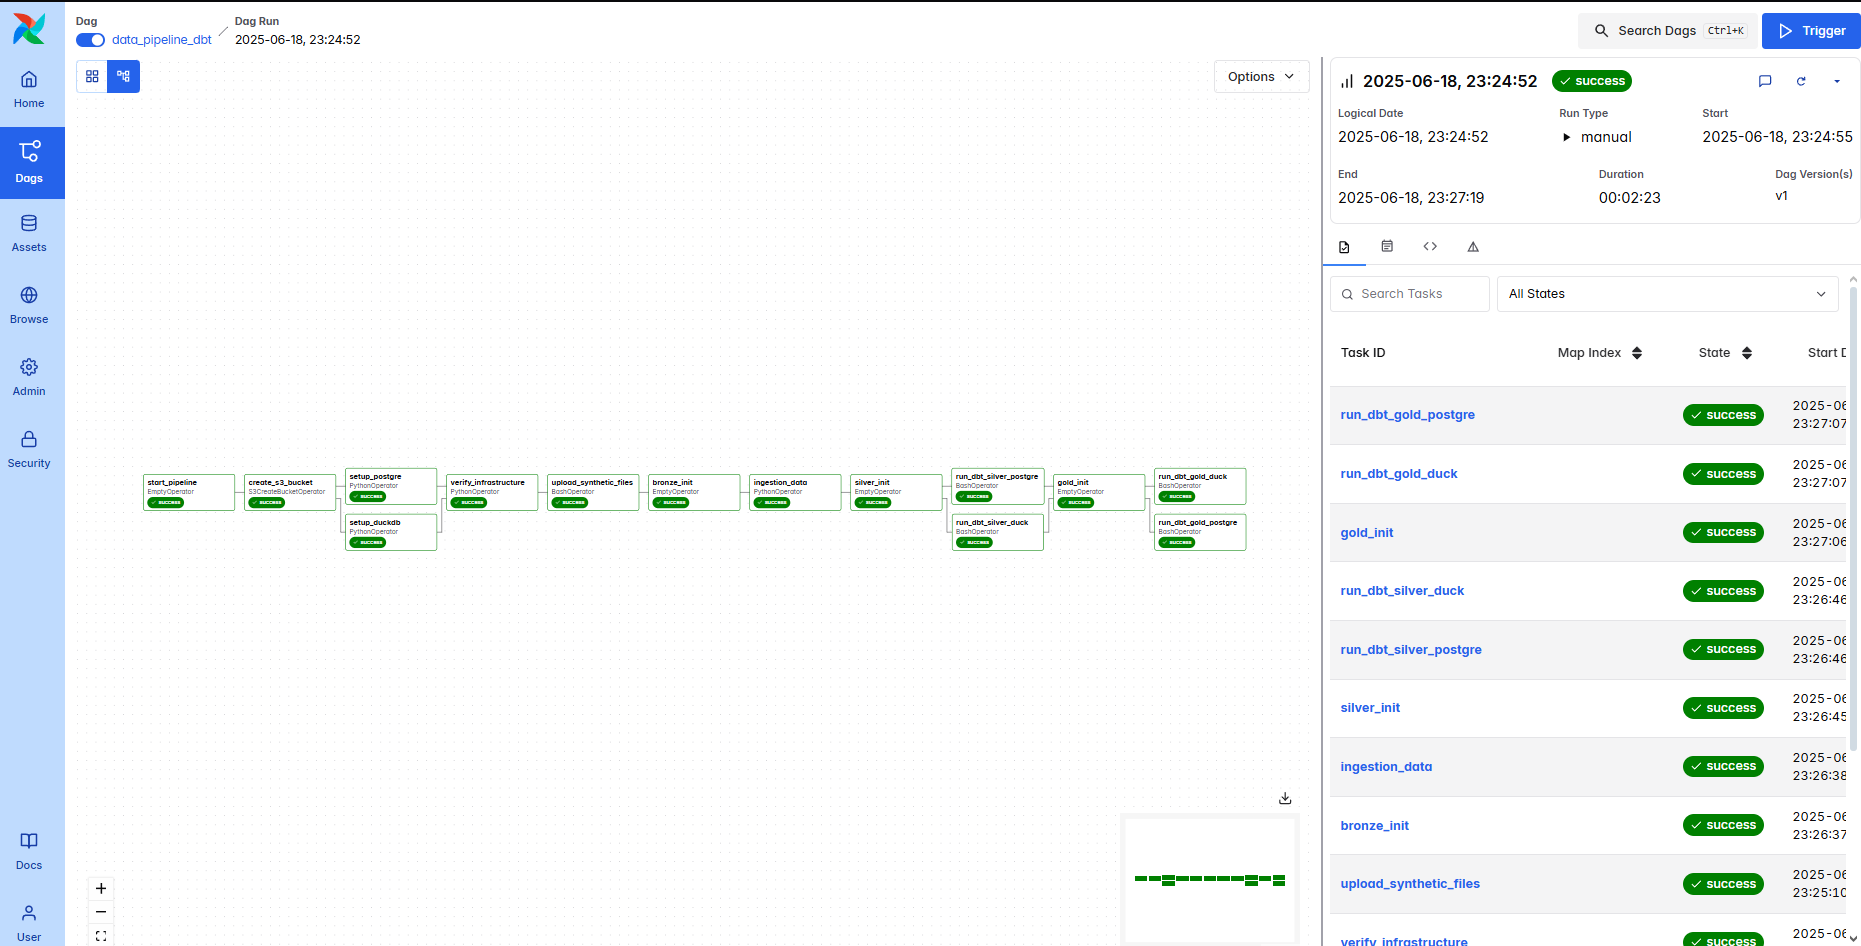 Dag
data_pipeline_dbt
Dag Run
2025-06-18, 23:24:52
Search Dags Ctrl+K
Trigger
Home
Dags
Assets
Browse
Admin
Security
Docs
User
Options
start_pipeline
EmptyOperator
success
create_s3_bucket
S3CreateBucketOperator
success
setup_postgre
PythonOperator
success
setup_duckdb
PythonOperator
success
verify_infrastructure
PythonOperator
success
upload_synthetic_files
BashOperator
success
bronze_init
EmptyOperator
success
ingestion_data
PythonOperator
success
silver_init
EmptyOperator
success
run_dbt_silver_postgre
BashOperator
success
run_dbt_silver_duck
BashOperator
success
gold_init
EmptyOperator
success
run_dbt_gold_duck
BashOperator
success
run_dbt_gold_postgre
BashOperator
success
2025-06-18, 23:24:52 success
Logical Date Run Type Start
2025-06-18, 23:24:52 manual 2025-06-18, 23:24:55
End Duration Dag Version(s)
2025-06-18, 23:27:19 00:02:23 v1
Search Tasks All States
Task ID Map Index State Start D
run_dbt_gold_postgre success 2025-06
23:27:07
run_dbt_gold_duck success 2025-06
23:27:07
gold_init success 2025-06
23:27:06
run_dbt_silver_duck success 2025-06
23:26:46
run_dbt_silver_postgre success 2025-06
23:26:46
silver_init success 2025-06
23:26:45
ingestion_data success 2025-06
23:26:38
bronze_init success 2025-06
23:26:37
upload_synthetic_files success 2025-06
23:25:10
verify_infrastructure success 2025-06